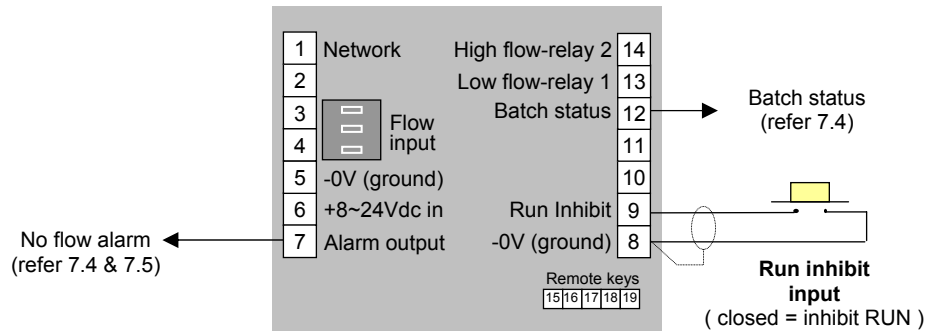 1 Network
2
3
4
Flow
input
5 -0V (ground)
6 +8~24Vdc in
7 Alarm output
High flow-relay 2 14
Low flow-relay 1 13
Batch status 12
11
10
Run Inhibit 9
-0V (ground) 8
Remote keys
15 16 17 18 19
No flow alarm
(refer 7.4 & 7.5)
Batch status
(refer 7.4)
Run inhibit
input
( closed = inhibit RUN )